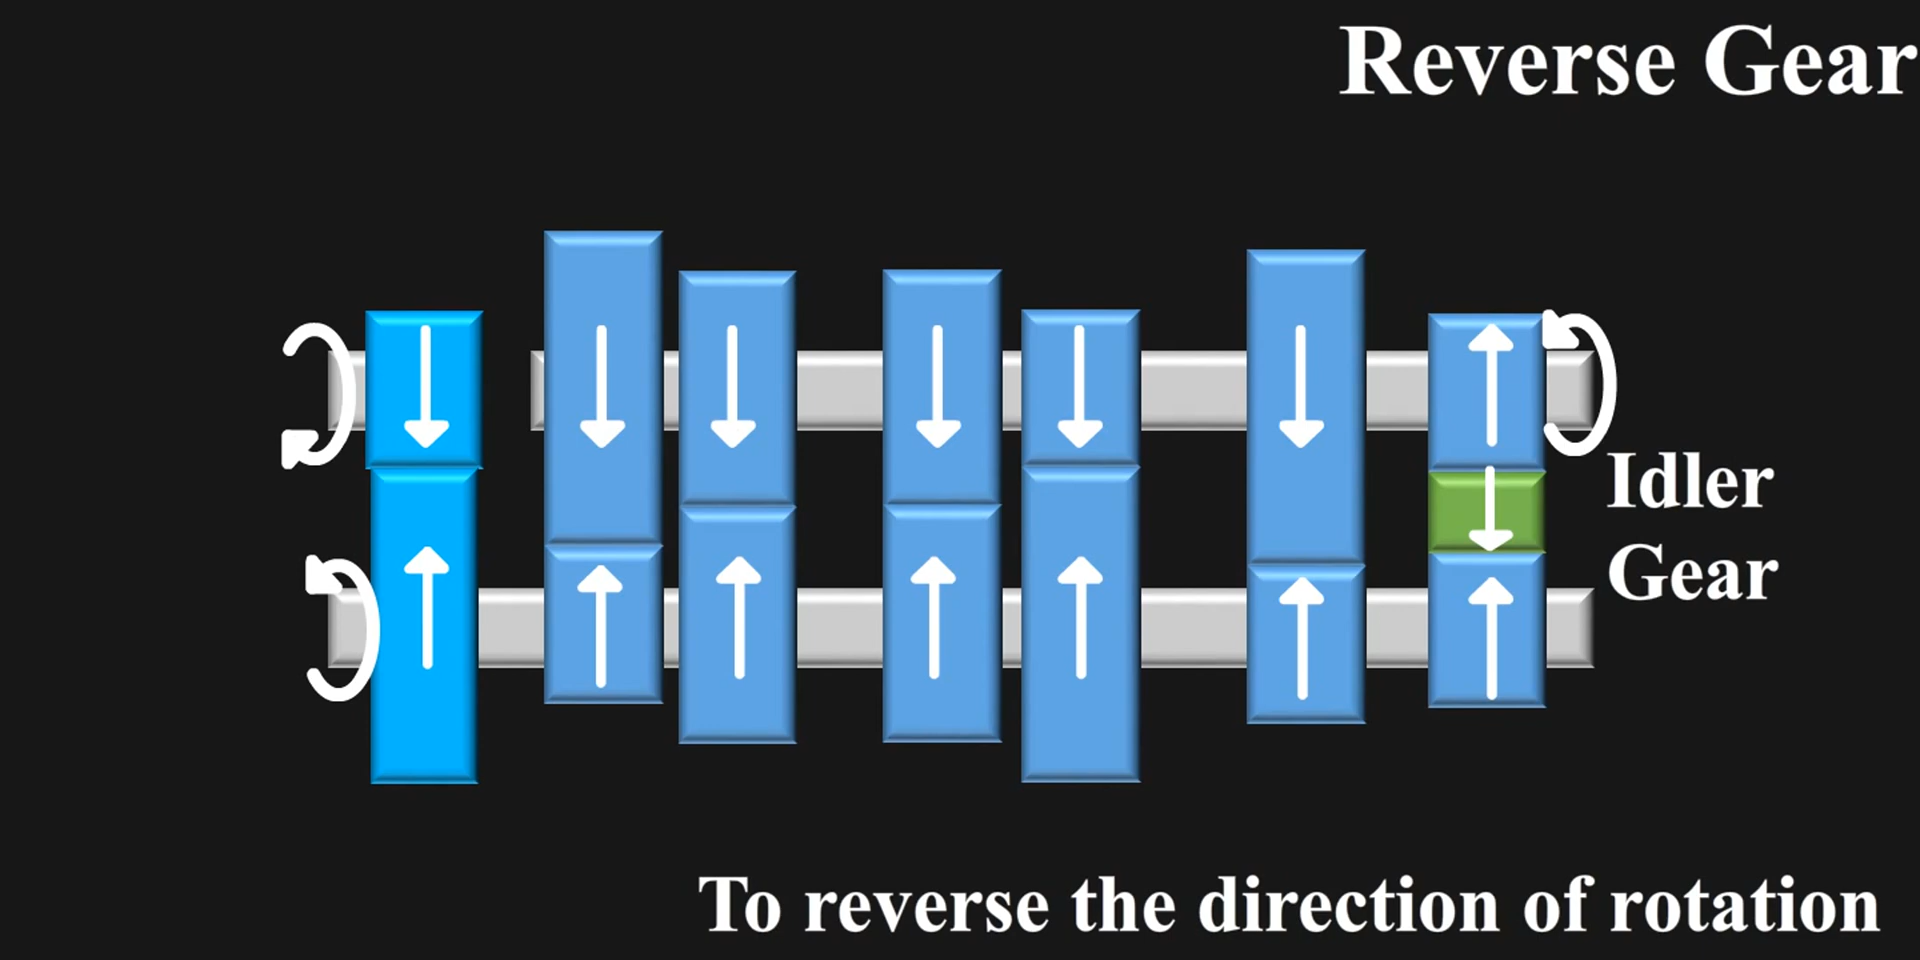 Reverse Gear
Idler
Gear
To reverse the direction of rotation